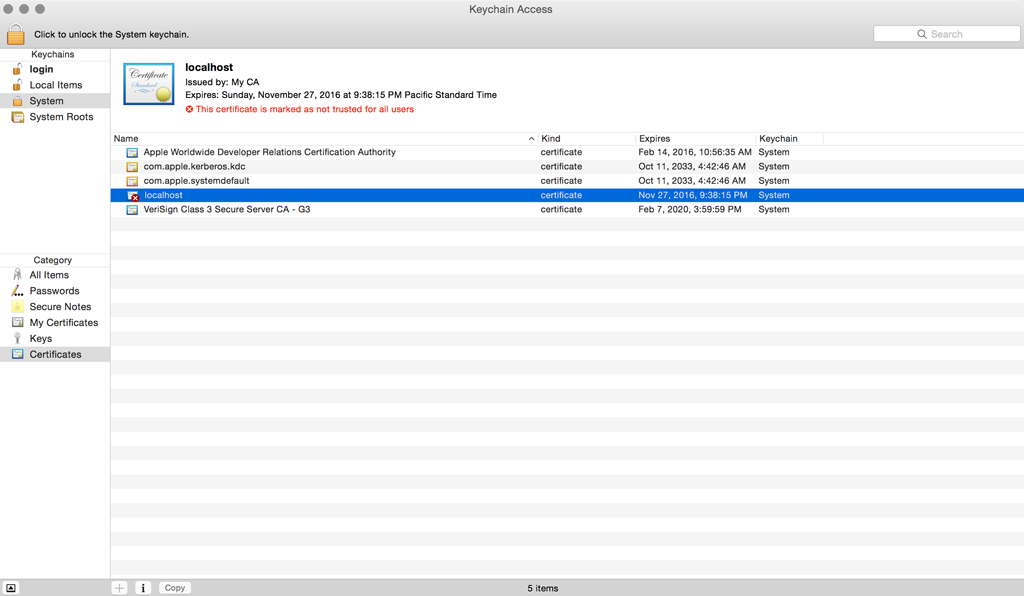 Keychain Access
Click to unlock the System keychain.
Search
Keychains
login
Local Items
System
System Roots
Certificate
Standard
localhost
Issued by: My CA
Expires: Sunday, November 27, 2016 at 9:38:15 PM Pacific Standard Time
This certificate is marked as not trusted for all users
Name Kind Expires Keychain
Apple Worldwide Developer Relations Certification Authority certificate Feb 14, 2016, 10:56:35 AM System
com.apple.kerberos.kdc certificate Oct 11, 2033, 4:42:46 AM System
com.apple.systemdefault certificate Oct 11, 2033, 4:42:46 AM System
localhost certificate Nov 27, 2016, 9:38:15 PM System
VeriSign Class 3 Secure Server CA - G3 certificate Feb 7, 2020, 3:59:59 PM System
Category
All Items
Passwords
Secure Notes
My Certificates
Keys
Certificates
Copy
5 items